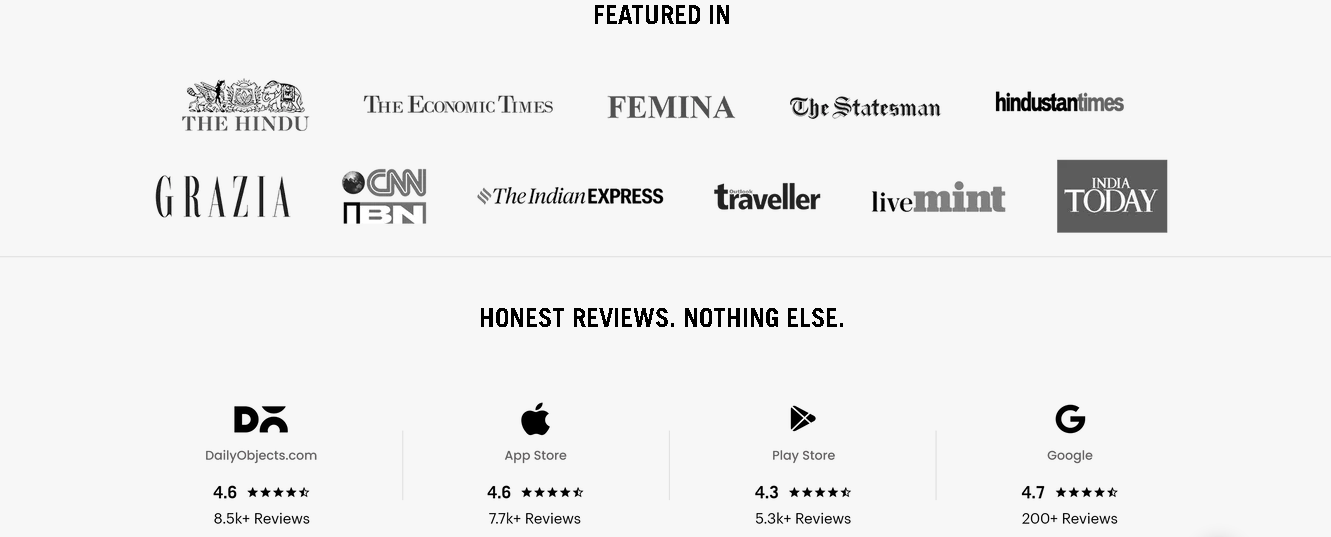 FEATURED IN
THE HINDU
THE ECONOMIC TIMES
FEMINA
The Statesman
hindustantimes
GRAZIA
CNN
IBN
The Indian EXPRESS
Outlook
traveller
livemint
INDIA
TODAY
HONEST REVIEWS. NOTHING ELSE.
DailyObjects.com
App Store
Play Store
Google
4.6
4.6
4.3
4.7
8.5k+ Reviews
7.7k+ Reviews
5.3k+ Reviews
200+ Reviews